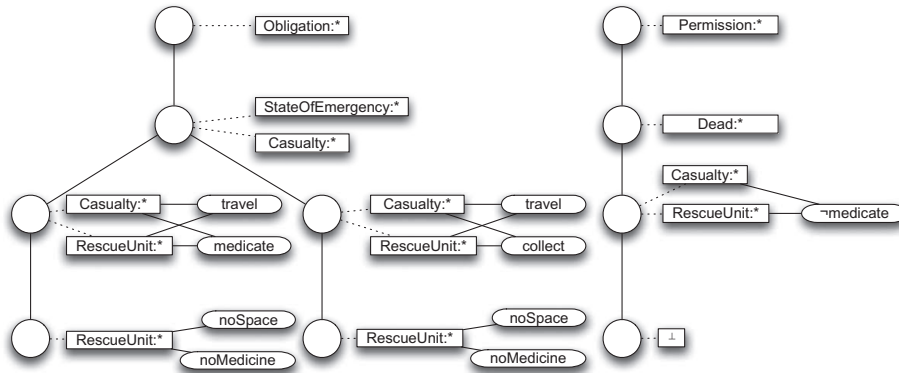 Obligation:*
StateOfEmergency:*
Casualty:*
Casualty:*
travel
RescueUnit:*
medicate
noSpace
RescueUnit:*
noMedicine
Casualty:*
travel
RescueUnit:*
collect
noSpace
RescueUnit:*
noMedicine
Permission:*
Dead:*
Casualty:*
RescueUnit:*
¬medicate
⊥